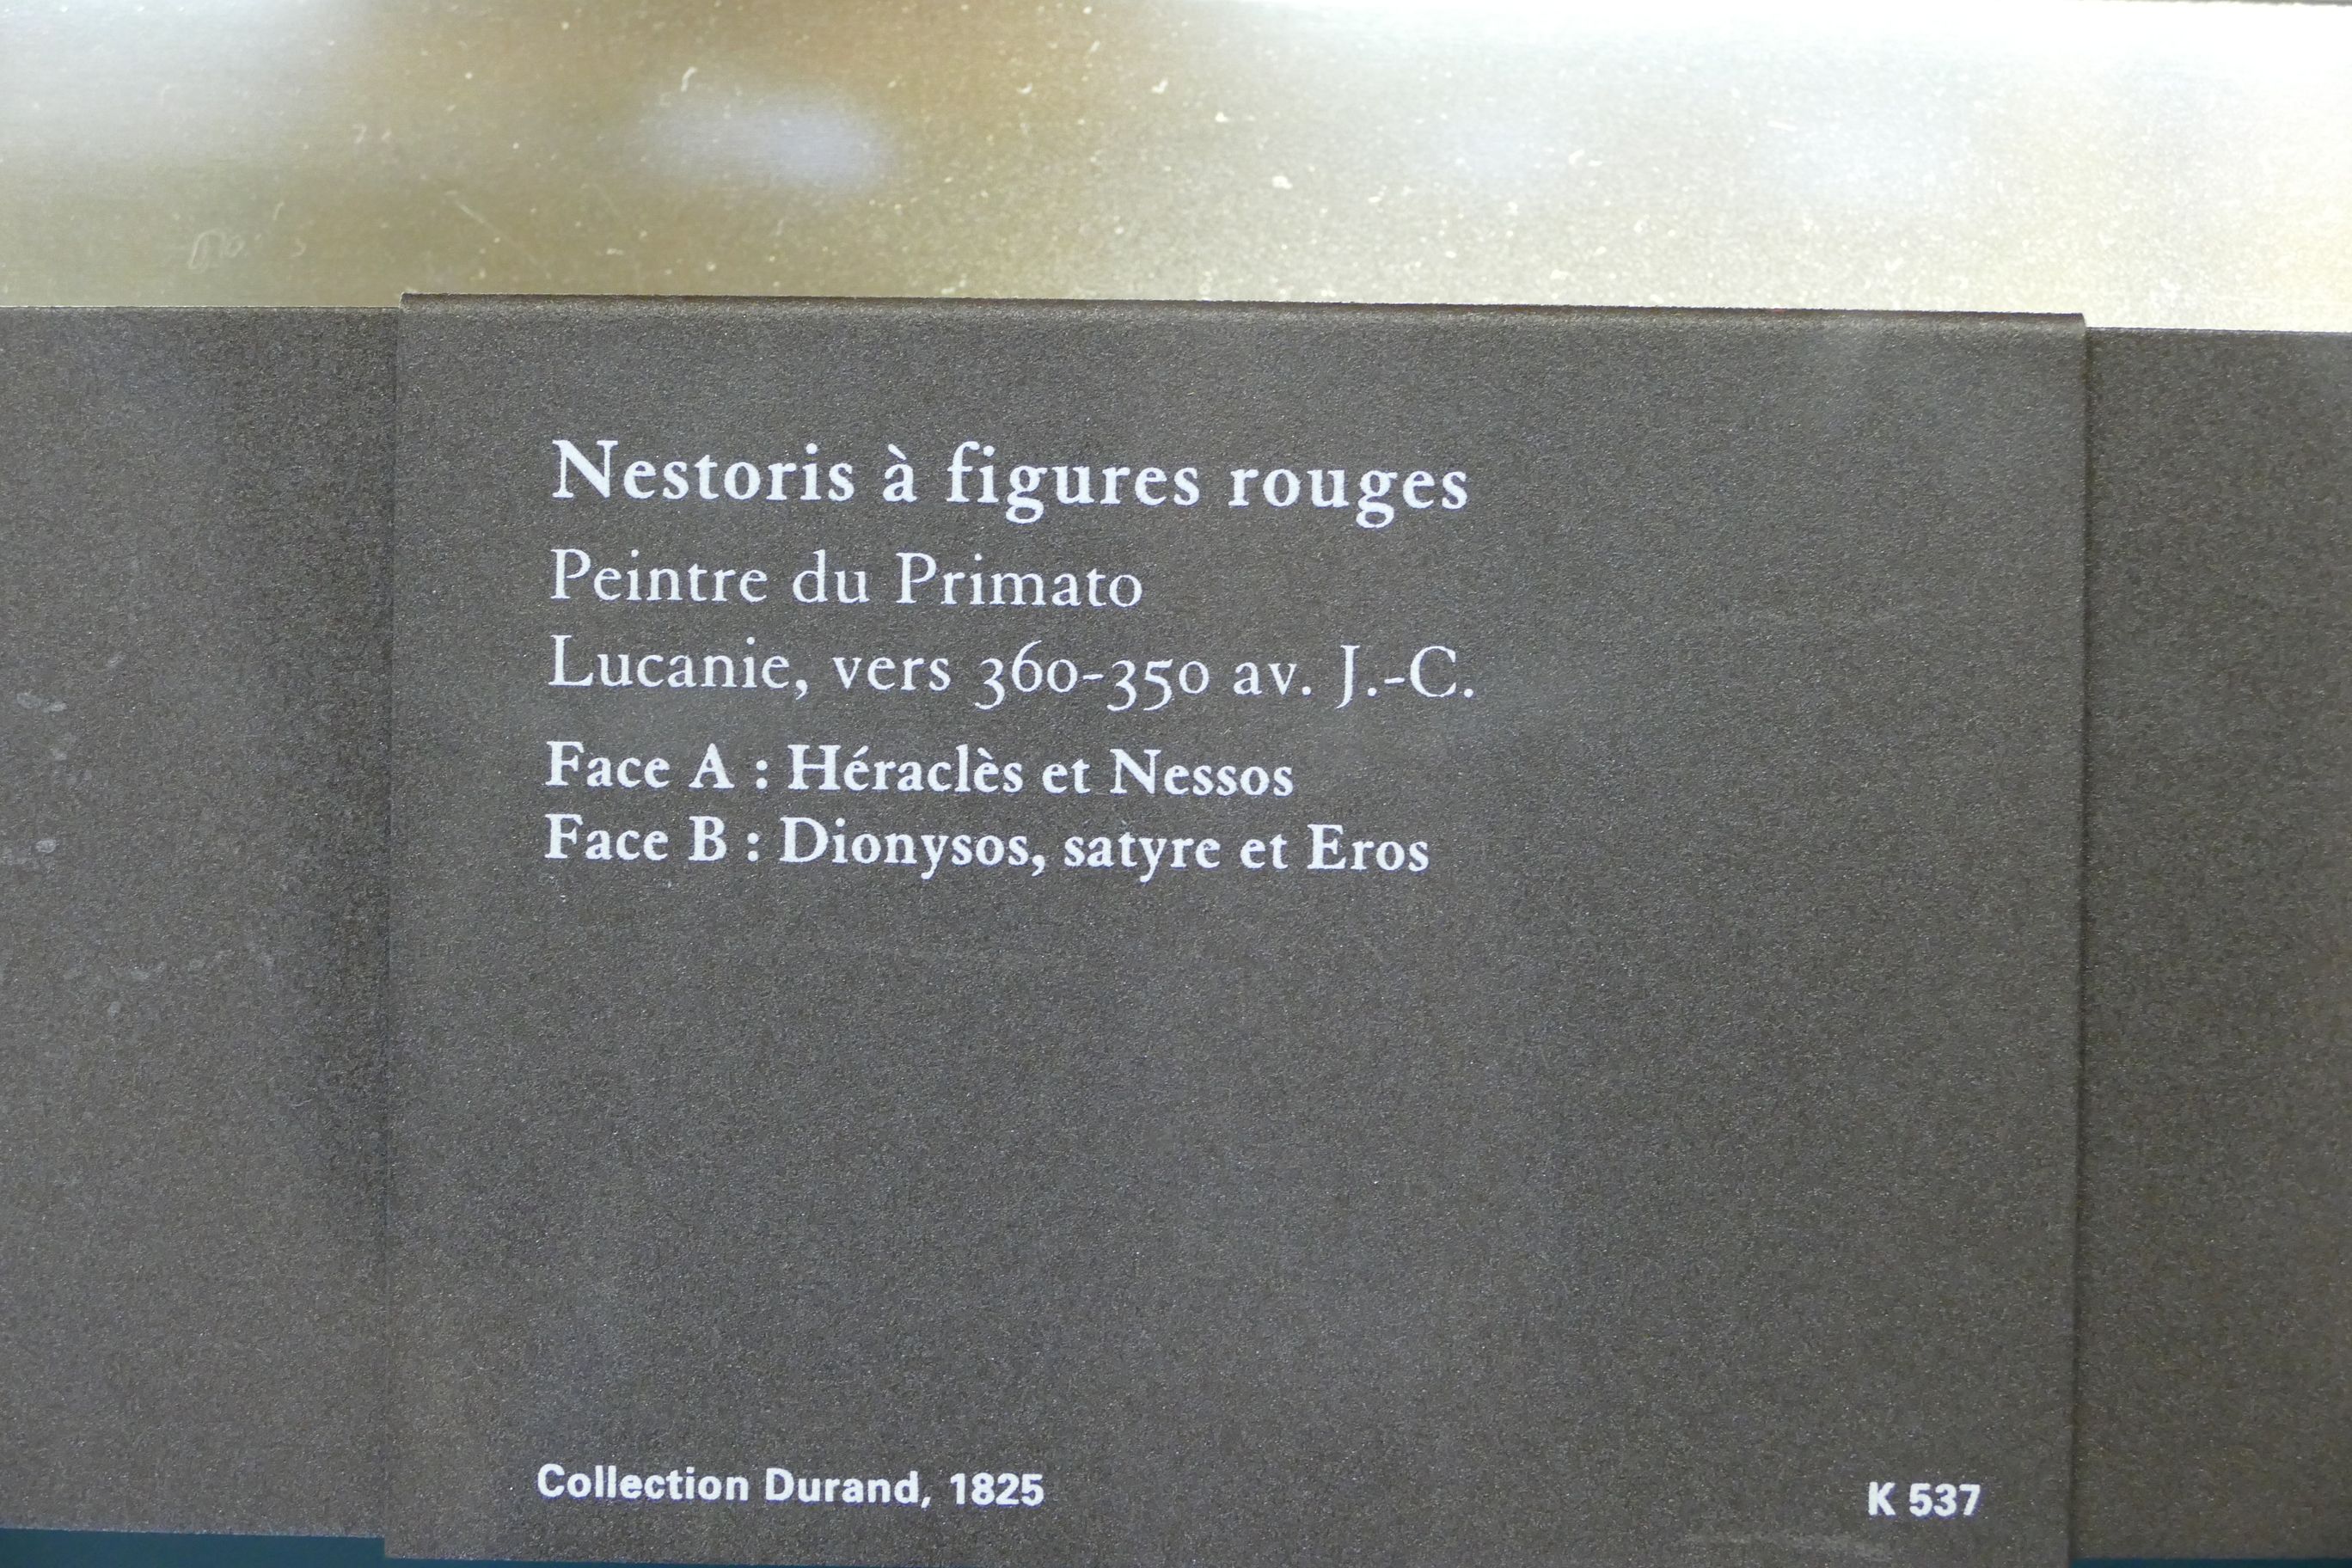 Nestoris à figures rouges
Peintre du Primato
Lucanie, vers 360-350 av. J.-C.
Face A : Héraclès et Nessos
Face B : Dionysos, satyre et Eros
Collection Durand, 1825
K 537